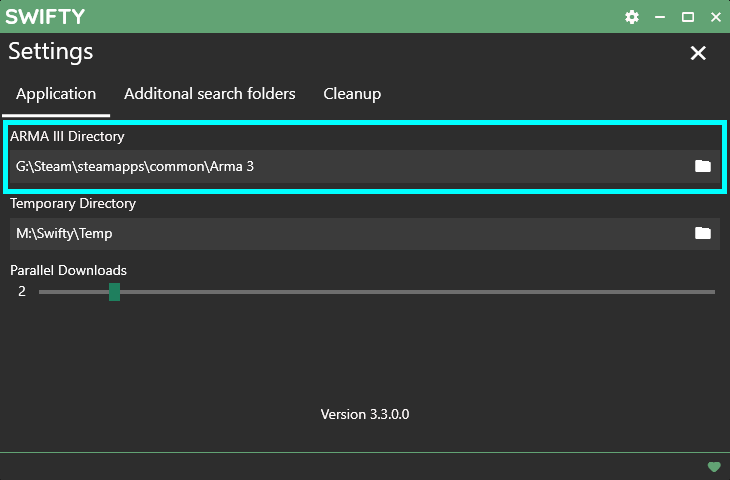 SWIFTY
Settings
Application Additonal search folders Cleanup
ARMA III Directory
G:\Steam\steamapps\common\Arma 3
Temporary Directory
M:\Swifty\Temp
Parallel Downloads
2
Version 3.3.0.0